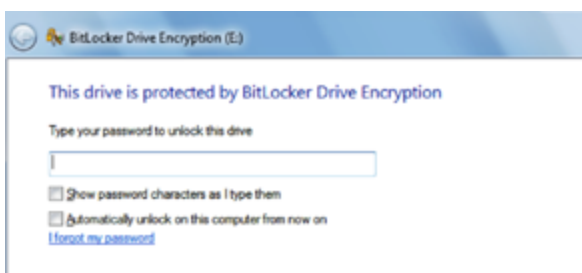 BitLocker Drive Encryption (E:)
This drive is protected by BitLocker Drive Encryption
Type your password to unlock this drive
Show password characters as I type them
Automatically unlock on this computer from now on
I forgot my password